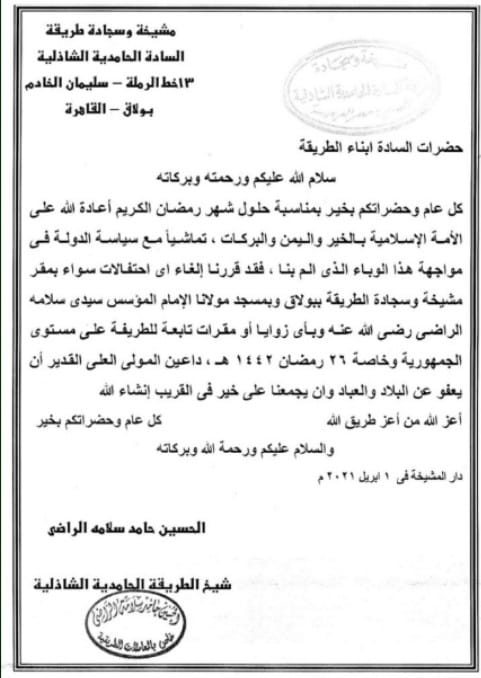 مشيخة وسجادة طريقة
السادة الحامدية الشاذلية
١٣خط الرملة – سليمان الخادم
بولاق – القاهرة
حضرات السادة ابناء الطريقة
سلام الله عليكم ورحمته وبركاته
كل عام وحضراتكم بخير بمناسبة حلول شهر رمضان الكريم أعادة الله على
الأمة الإسلامية بالخير واليمن والبركات ، تماشيأ مع سياسة الدولة فى
مواجهة هذا الوباء الذى الم بنا ، فقد قررنا إلغاء اى احتفالات سواء بمقر
مشيخة وسجادة الطريقة ببولاق وبمسجد مولانا الإمام المؤسس سيدى سلامه
الراضى رضى الله عنه وبأى زوايا أو مقرات تابعة للطريفة على مستوى
الجمهورية وخاصة ٢٦ رمضان ١٤٤٢ هـ ، داعين المولى العلى القدير أن
يعفو عن البلاد والعباد وان يجمعنا على خير فى القريب إنشاء الله
أعز الله من أعز طريق الله كل عام وحضراتكم بخير
والسلام عليكم ورحمة الله وبركاته
دار المشيخة فى ١ ابريل ٢٠٢١ م
الحسين حامد سلامه الراضى
شيخ الطريقة الحامدية الشاذلية